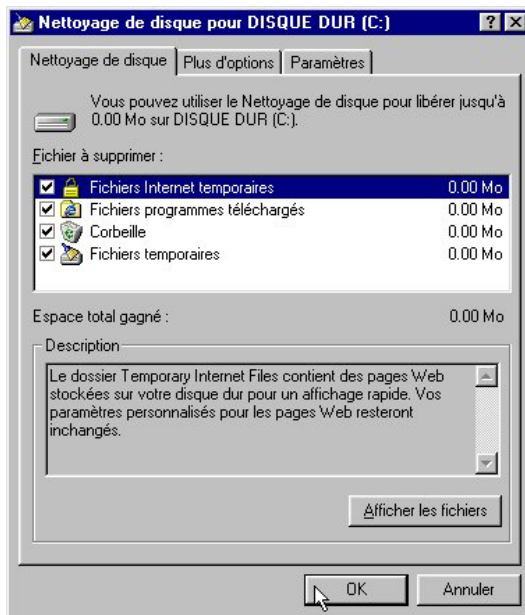 Nettoyage de disque pour DISQUE DUR (C:)
Nettoyage de disque Plus d'options Paramètres
Vous pouvez utiliser le Nettoyage de disque pour libérer jusqu'à
0.00 Mo sur DISQUE DUR (C:).
Fichier à supprimer :
Fichiers Internet temporaires 0.00 Mo
Fichiers programmes téléchargés 0.00 Mo
Corbeille 0.00 Mo
Fichiers temporaires 0.00 Mo
Espace total gagné : 0.00 Mo
Description
Le dossier Temporary Internet Files contient des pages Web
stockées sur votre disque dur pour un affichage rapide. Vos
paramètres personnalisés pour les pages Web resteront
inchangés.
Afficher les fichiers
OK Annuler